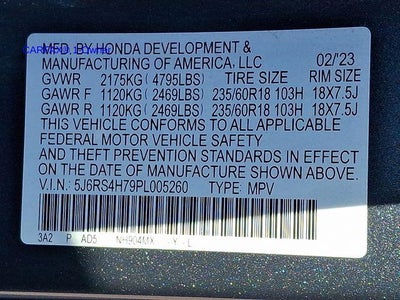 MFD. BY HONDA DEVELOPMENT &
MANUFACTURING OF AMERICA, LLC 02/'23
GVWR 2175KG (4795LBS) TIRE SIZE RIM SIZE
GAWR F 1120KG (2469LBS) 235/60R18 103H 18X7.5J
GAWR R 1120KG (2469LBS) 235/60R18 103H 18X7.5J
THIS VEHICLE CONFORMS TO ALL APPLICABLE
FEDERAL MOTOR VEHICLE SAFETY
AND THEFT PREVENTION STANDARDS IN EFFECT
ON THE DATE OF MANUFACTURE SHOWN ABOVE.
V.I.N.: 5J6RS4H79PL005260 TYPE: MPV
3A2 P AD5 NH904MX -Y -L